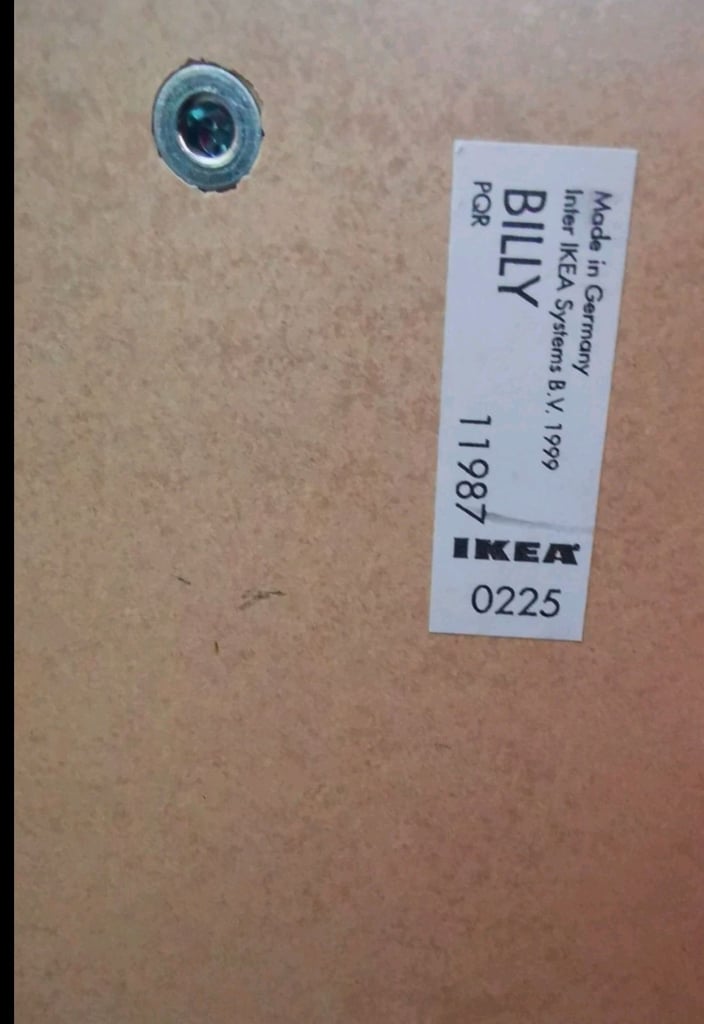 Made in Germany
Inter IKEA Systems B.V. 1999
BILLY
PQR
11987
IKEA
0225